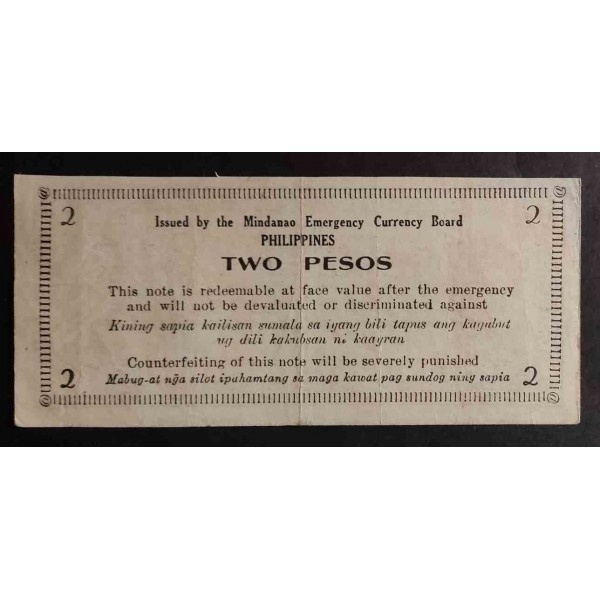 2 2
Issued by the Mindanao Emergency Currency Board
PHILIPPINES
TWO PESOS
This note is redeemable at face value after the emergency
and will not be devaluated or discriminated against
Kining sapia kailisan sumala sa iyang bili tapus ang kagubut
ug dili kakubsan ni kaayran
Counterfeiting of this note will be severely punished
2 Mabug-at nga silot ipahamtang sa maga kawat pag sundog ning sapia 2